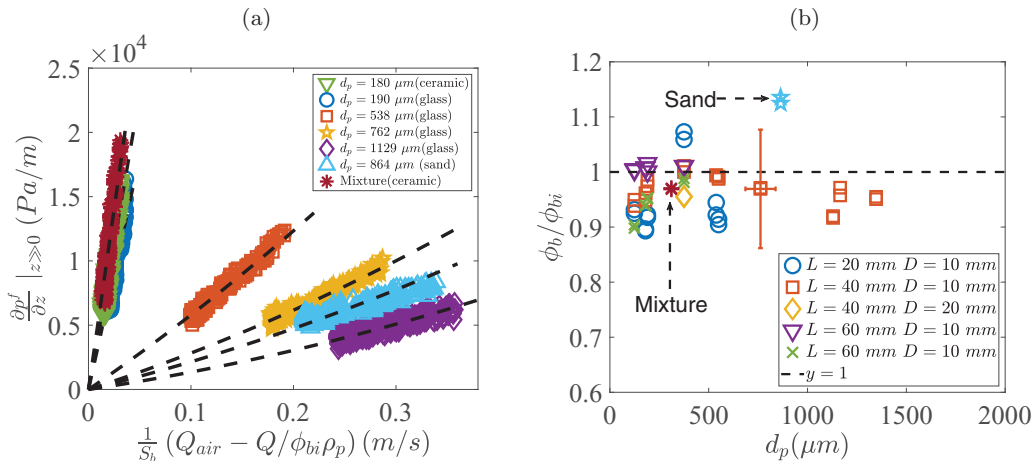 (a)
×10⁴
2.5
2
1.5
1
0.5
0
0 0.1 0.2 0.3
∂p^f/∂z |_{z≫0} (Pa/m)
1/S_b (Q_air − Q/ϕ_bi ρ_p) (m/s)
d_p = 180 μm(ceramic)
d_p = 190 μm(glass)
d_p = 538 μm(glass)
d_p = 762 μm(glass)
d_p = 1129 μm(glass)
d_p = 864 μm (sand)
Mixture(ceramic)
(b)
1.2
1.1
1
0.9
0.8
0.7
0.6
0 500 1000 1500 2000
ϕ_b/ϕ_bi
d_p(μm)
Sand
Mixture
L = 20 mm D = 10 mm
L = 40 mm D = 10 mm
L = 40 mm D = 20 mm
L = 60 mm D = 10 mm
L = 60 mm D = 10 mm
y = 1